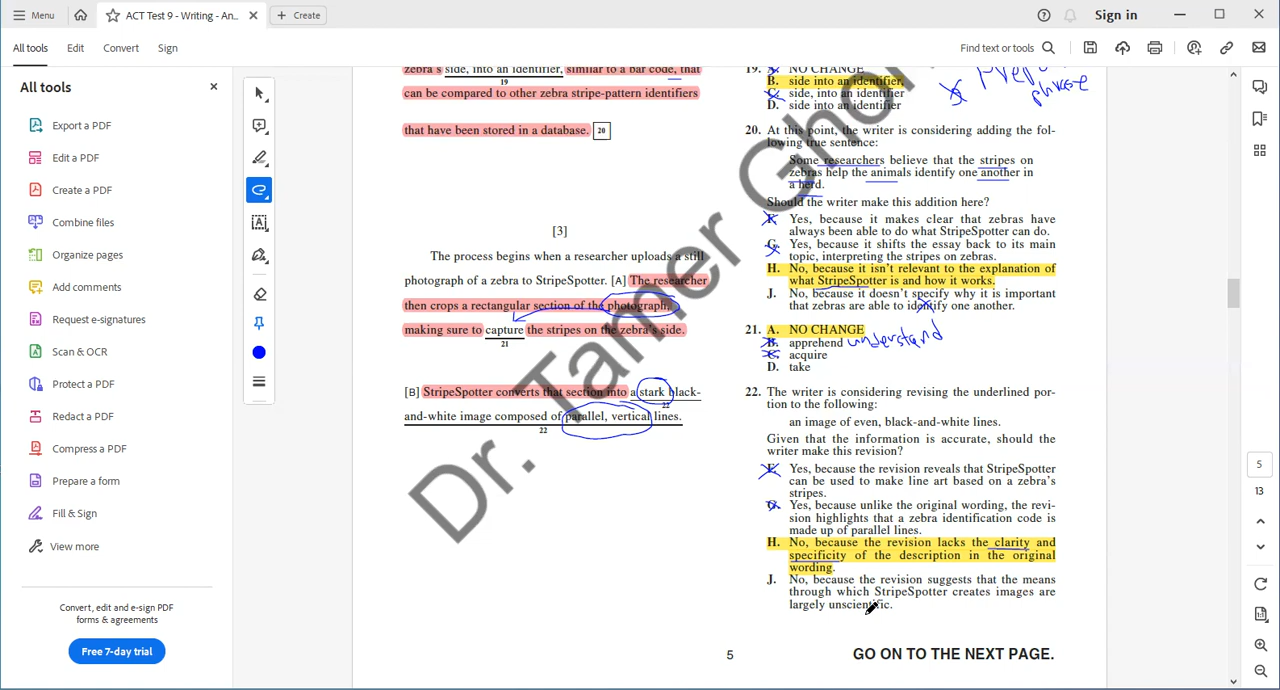 Menu
ACT Test 9 - Writing - An...
Create
Sign in
All tools
Edit
Convert
Sign
Find text or tools
All tools
Export a PDF
Edit a PDF
Create a PDF
Combine files
Organize pages
Add comments
Request e-signatures
Scan & OCR
Protect a PDF
Redact a PDF
Compress a PDF
Prepare a form
Fill & Sign
View more
Convert, edit and e-sign PDF
forms & agreements
Free 7-day trial
zebra's side, into an identifier, similar to a bar code, that
19
can be compared to other zebra stripe-pattern identifiers
that have been stored in a database. 20
[3]
The process begins when a researcher uploads a still
photograph of a zebra to StripeSpotter. [A] The researcher
then crops a rectangular section of the photograph,
making sure to capture the stripes on the zebra's side.
21
[B] StripeSpotter converts that section into a stark black-
22
and-white image composed of parallel, vertical lines.
22
19. A. NO CHANGE
B. side into an identifier,
C. side, into an identifier
D. side into an identifier
phrase
20. At this point, the writer is considering adding the fol-
lowing true sentence:
Some researchers believe that the stripes on
zebras help the animals identify one another in
a herd.
Should the writer make this addition here?
F. Yes, because it makes clear that zebras have
always been able to do what StripeSpotter can do.
G. Yes, because it shifts the essay back to its main
topic, interpreting the stripes on zebras.
H. No, because it isn't relevant to the explanation of
what StripeSpotter is and how it works.
J. No, because it doesn't specify why it is important
that zebras are able to identify one another.
21. A. NO CHANGE
B. apprehend understand
C. acquire
D. take
22. The writer is considering revising the underlined por-
tion to the following:
an image of even, black-and-white lines.
Given that the information is accurate, should the
writer make this revision?
F. Yes, because the revision reveals that StripeSpotter
can be used to make line art based on a zebra's
stripes.
G. Yes, because unlike the original wording, the revi-
sion highlights that a zebra identification code is
made up of parallel lines.
H. No, because the revision lacks the clarity and
specificity of the description in the original
wording.
J. No, because the revision suggests that the means
through which StripeSpotter creates images are
largely unscientific.
5
GO ON TO THE NEXT PAGE.
Dr. Tamer Ghon
5
13